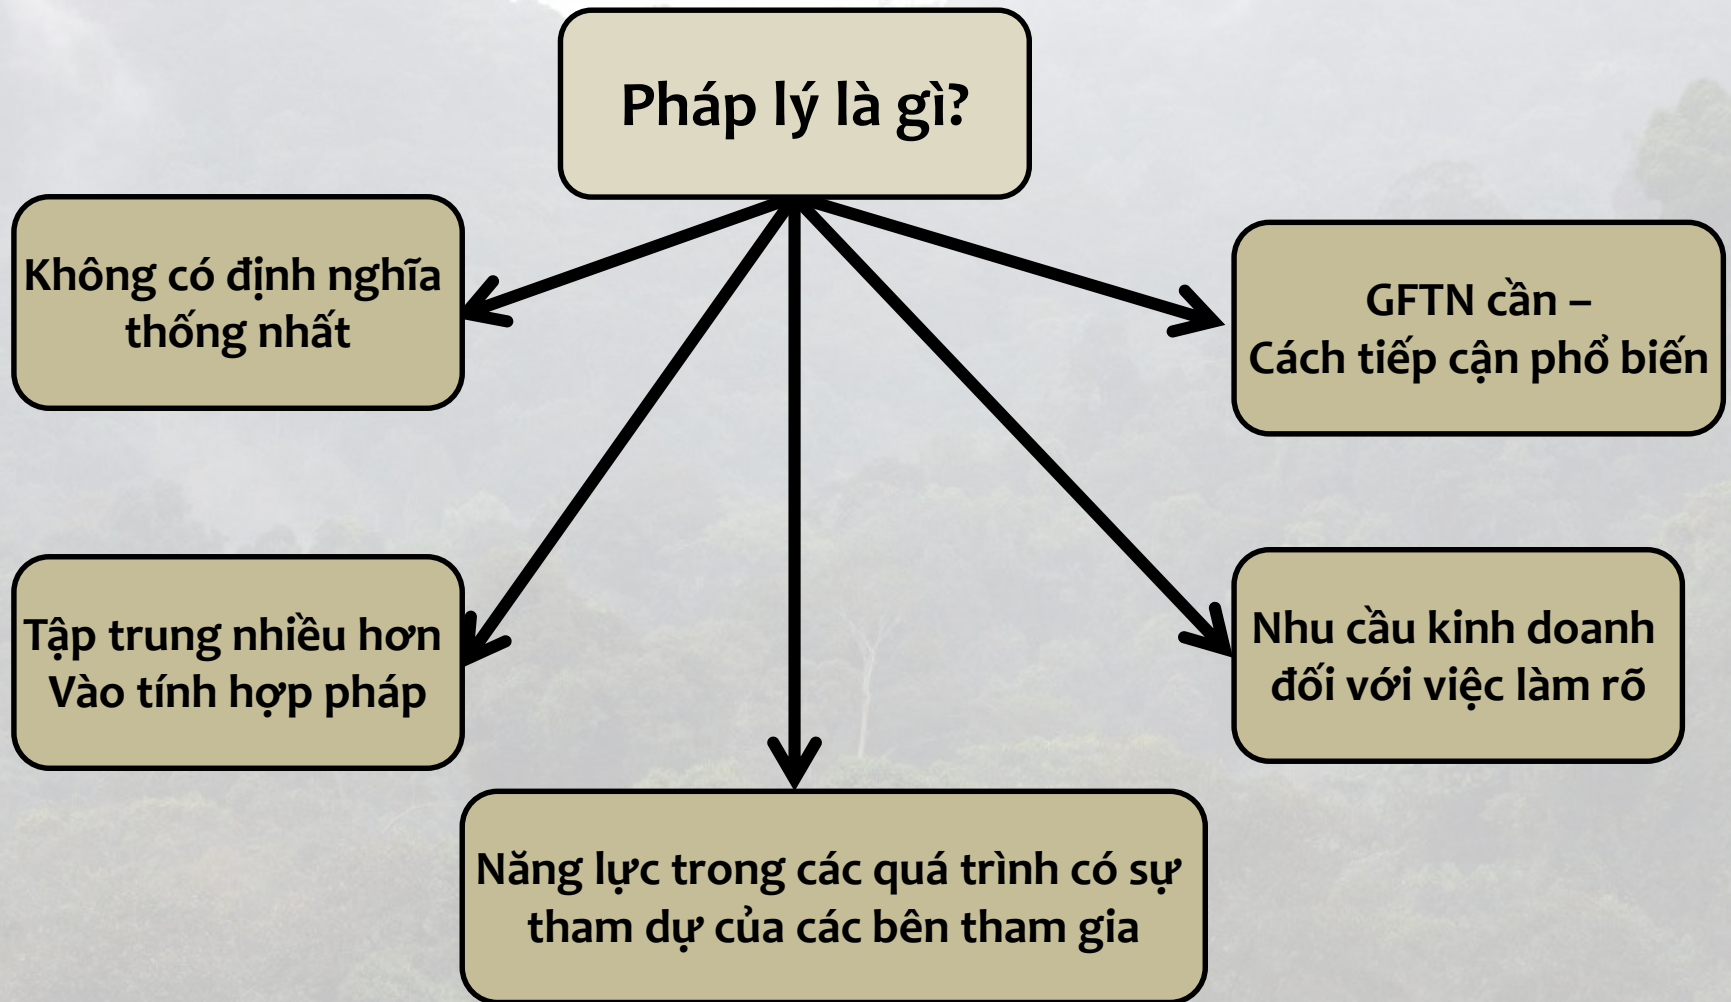 Pháp lý là gì?
Không có định nghĩa
thống nhất
GFTN cần –
Cách tiếp cận phổ biến
Tập trung nhiều hơn
Vào tính hợp pháp
Nhu cầu kinh doanh
đối với việc làm rõ
Năng lực trong các quá trình có sự
tham dự của các bên tham gia